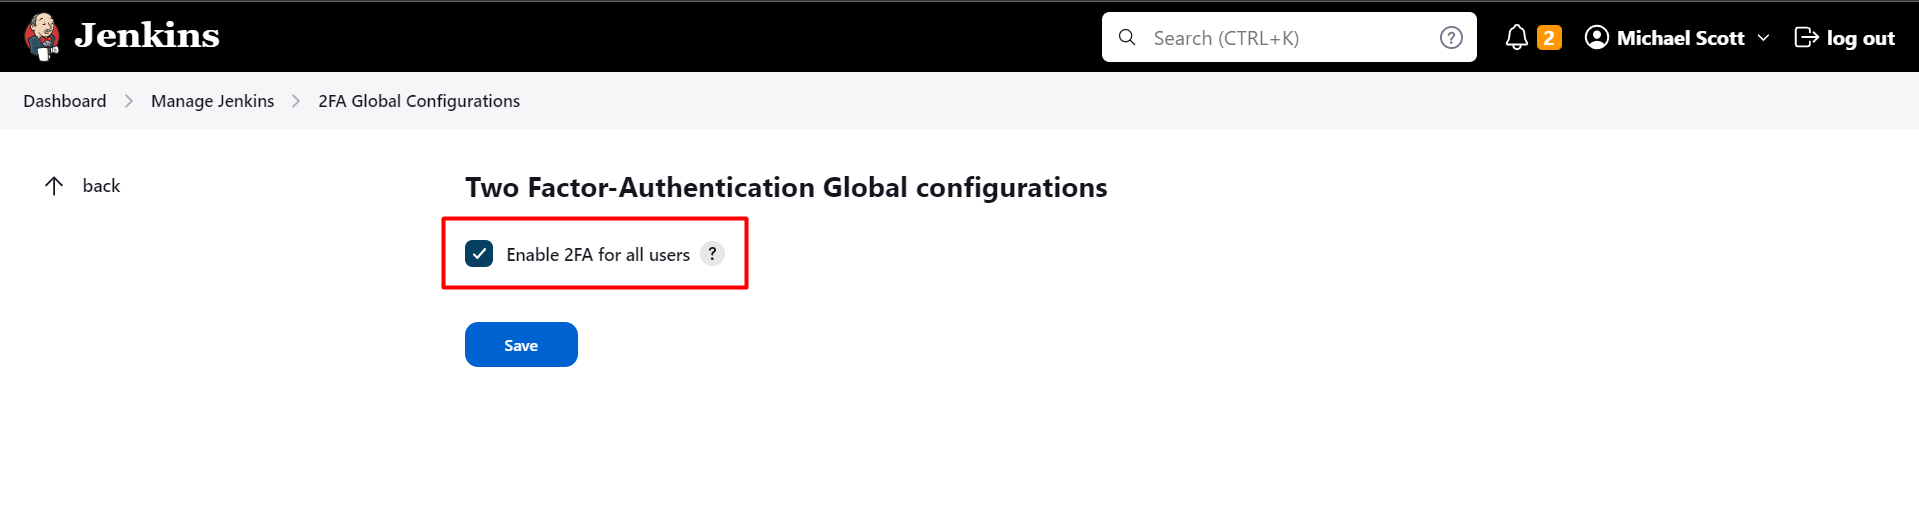 Jenkins
Search (CTRL+K)
?
2
Michael Scott
log out
Dashboard
Manage Jenkins
2FA Global Configurations
back
Two Factor-Authentication Global configurations
Enable 2FA for all users ?
Save